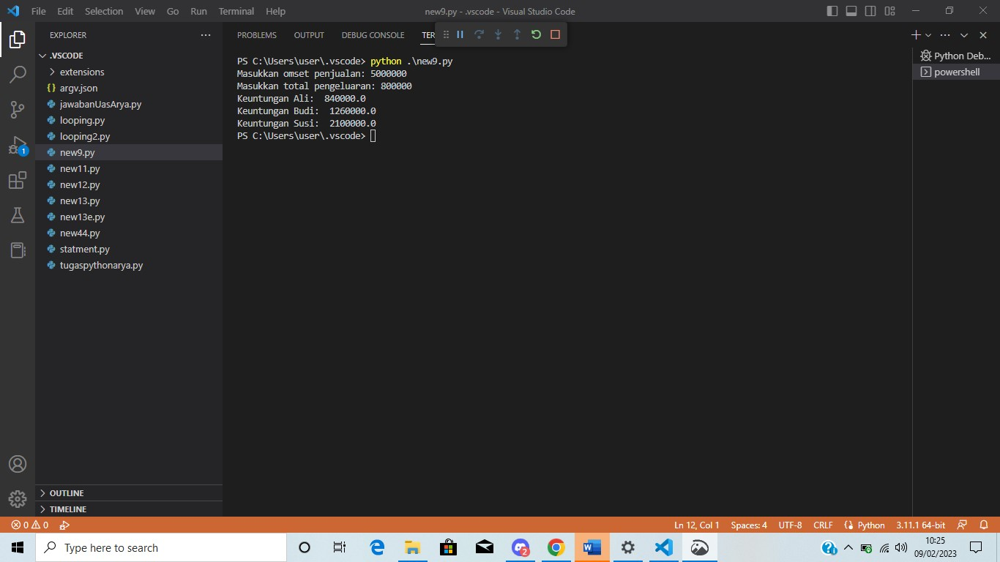 File Edit Selection View Go Run Terminal Help new9.py - .vscode - Visual Studio Code
EXPLORER
.VSCODE
extensions
{} argv.json
jawabanUasArya.py
looping.py
looping2.py
new9.py
new11.py
new12.py
new13.py
new13e.py
new44.py
statment.py
tugaspythonarya.py
OUTLINE
TIMELINE
1
PROBLEMS OUTPUT DEBUG CONSOLE TER
PS C:\Users\user\.vscode> python .\new9.py
Masukkan omset penjualan: 5000000
Masukkan total pengeluaran: 800000
Keuntungan Ali:  840000.0
Keuntungan Budi:  1260000.0
Keuntungan Susi:  2100000.0
PS C:\Users\user\.vscode>
Python Deb...
powershell
0 0 Ln 12, Col 1 Spaces: 4 UTF-8 CRLF {} Python 3.11.1 64-bit
Type here to search 2 10:25
09/02/2023